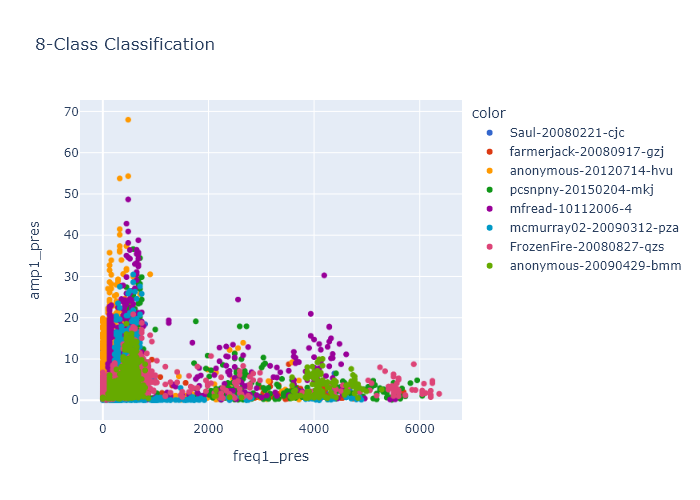 8-Class Classification
color
Saul-20080221-cjc
farmerjack-20080917-gzj
anonymous-20120714-hvu
pcsnpny-20150204-mkj
mfread-10112006-4
mcmurray02-20090312-pza
FrozenFire-20080827-qzs
anonymous-20090429-bmm
amp1_pres
70
60
50
40
30
20
10
0
0 2000 4000 6000
freq1_pres